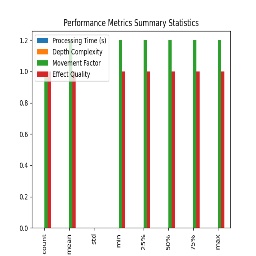 Performance Metrics Summary Statistics
Processing Time (s)
Depth Complexity
Movement Factor
Effect Quality
1.2
1.0
0.8
0.6
0.4
0.2
0.0
count
mean
std
min
25%
50%
75%
max